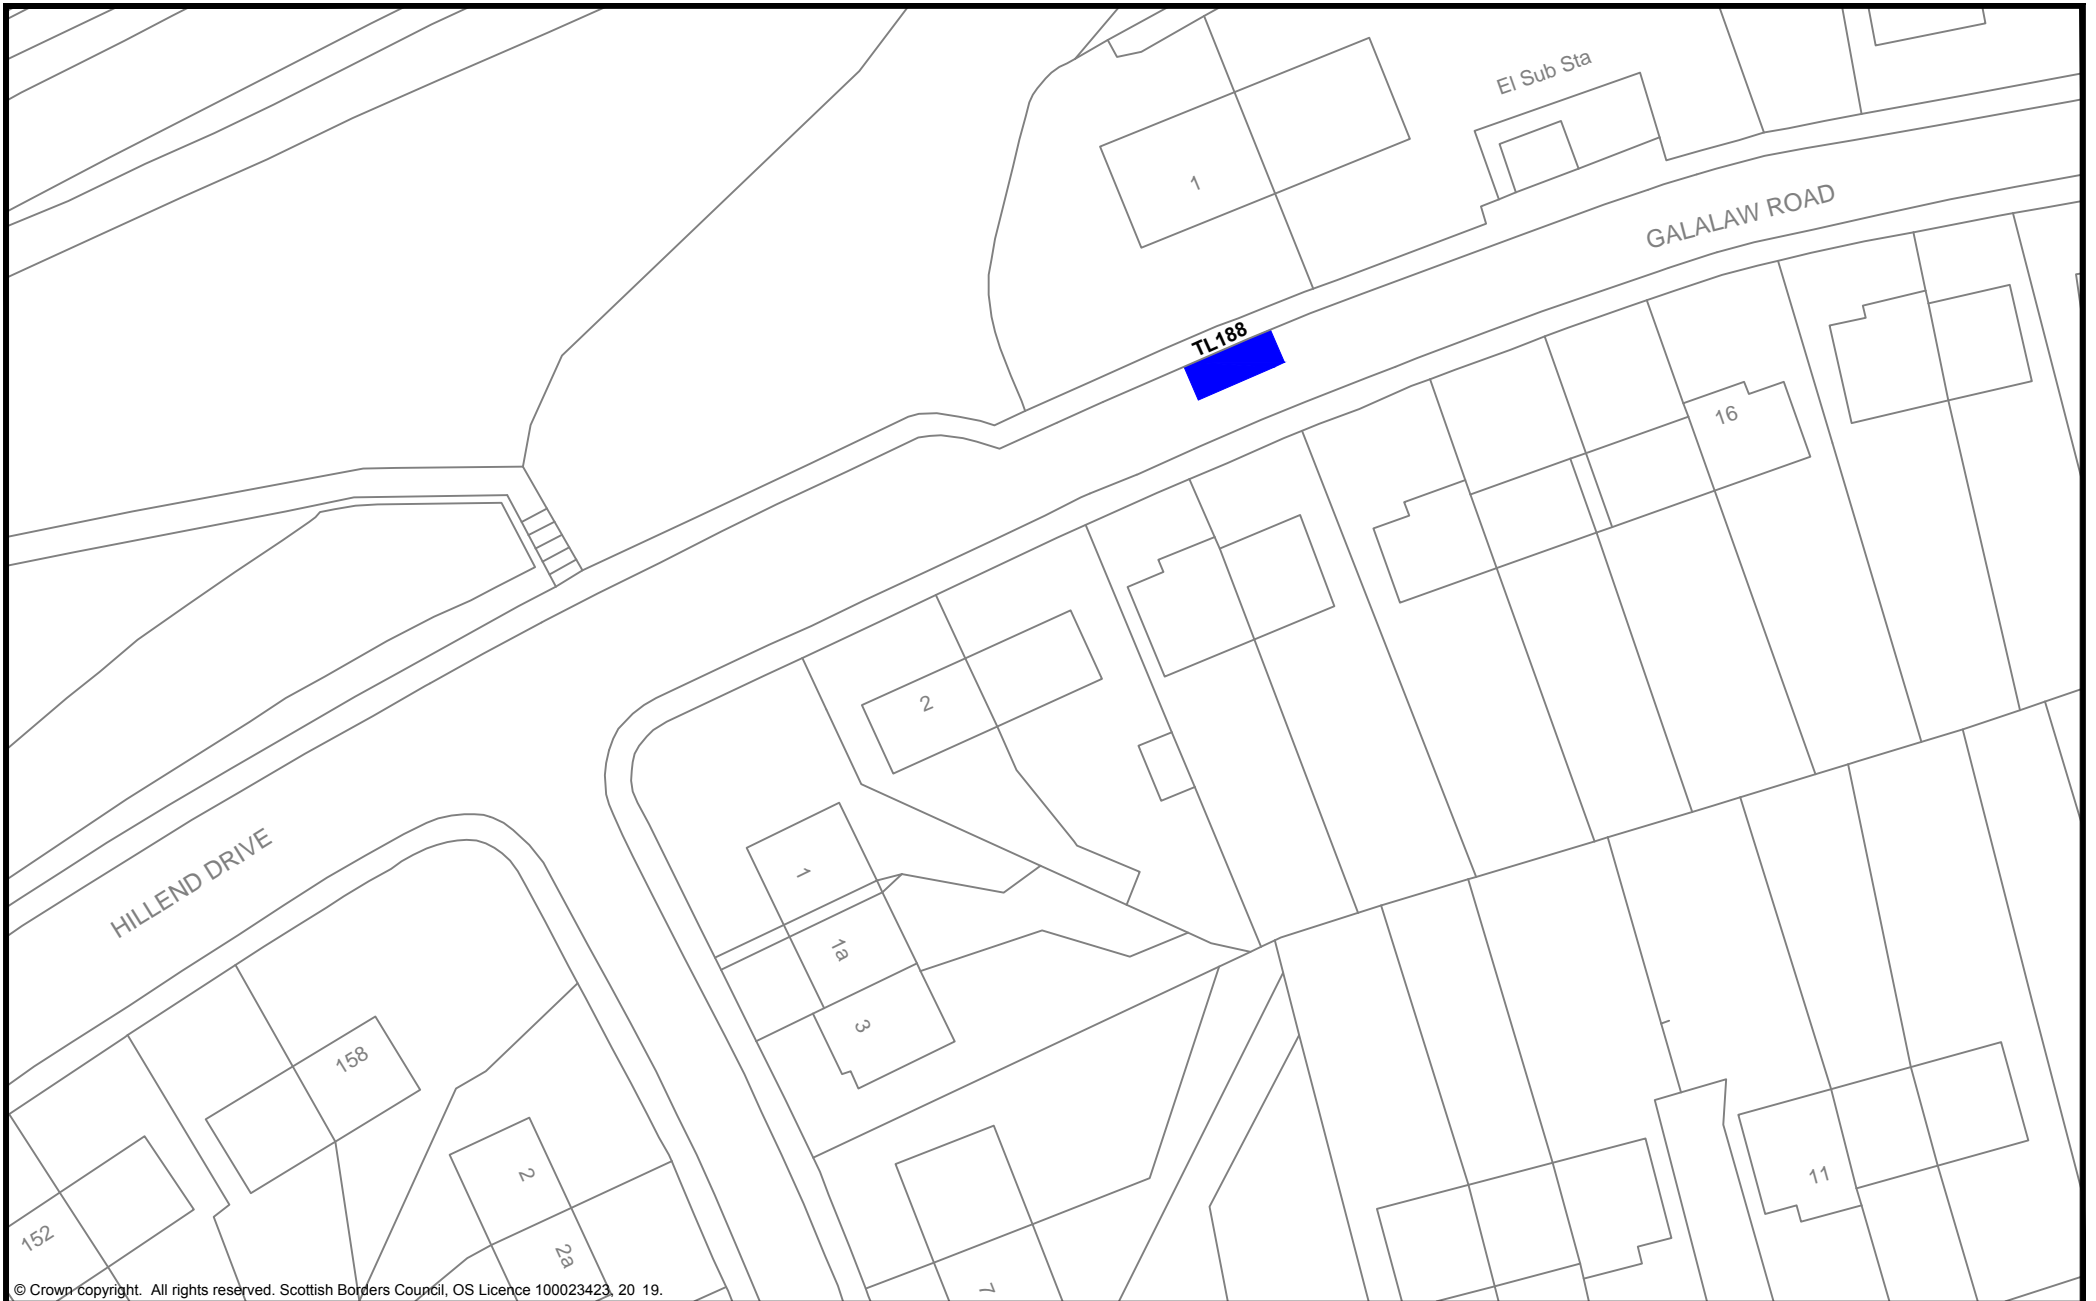 El Sub Sta
1
GALALAW ROAD
TL188
16
2
1
HILLEND DRIVE
1a
3
158
2
11
152
2a
7
© Crown copyright. All rights reserved. Scottish Borders Council, OS Licence 100023423, 20 19.